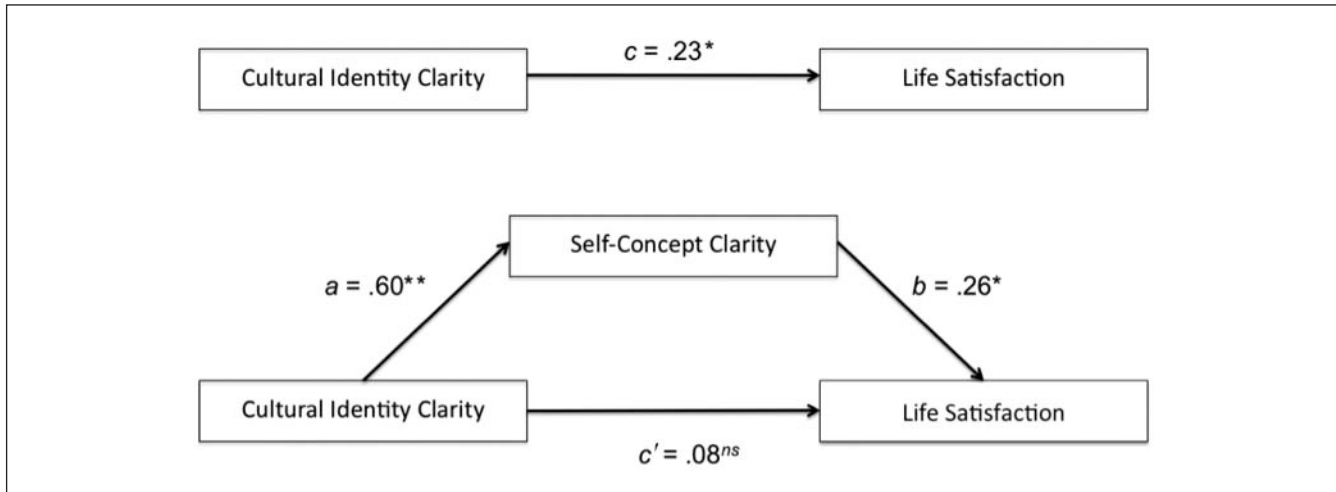 c = .23*
Cultural Identity Clarity
Life Satisfaction
Self-Concept Clarity
a = .60**
b = .26*
Cultural Identity Clarity
Life Satisfaction
c′ = .08ns